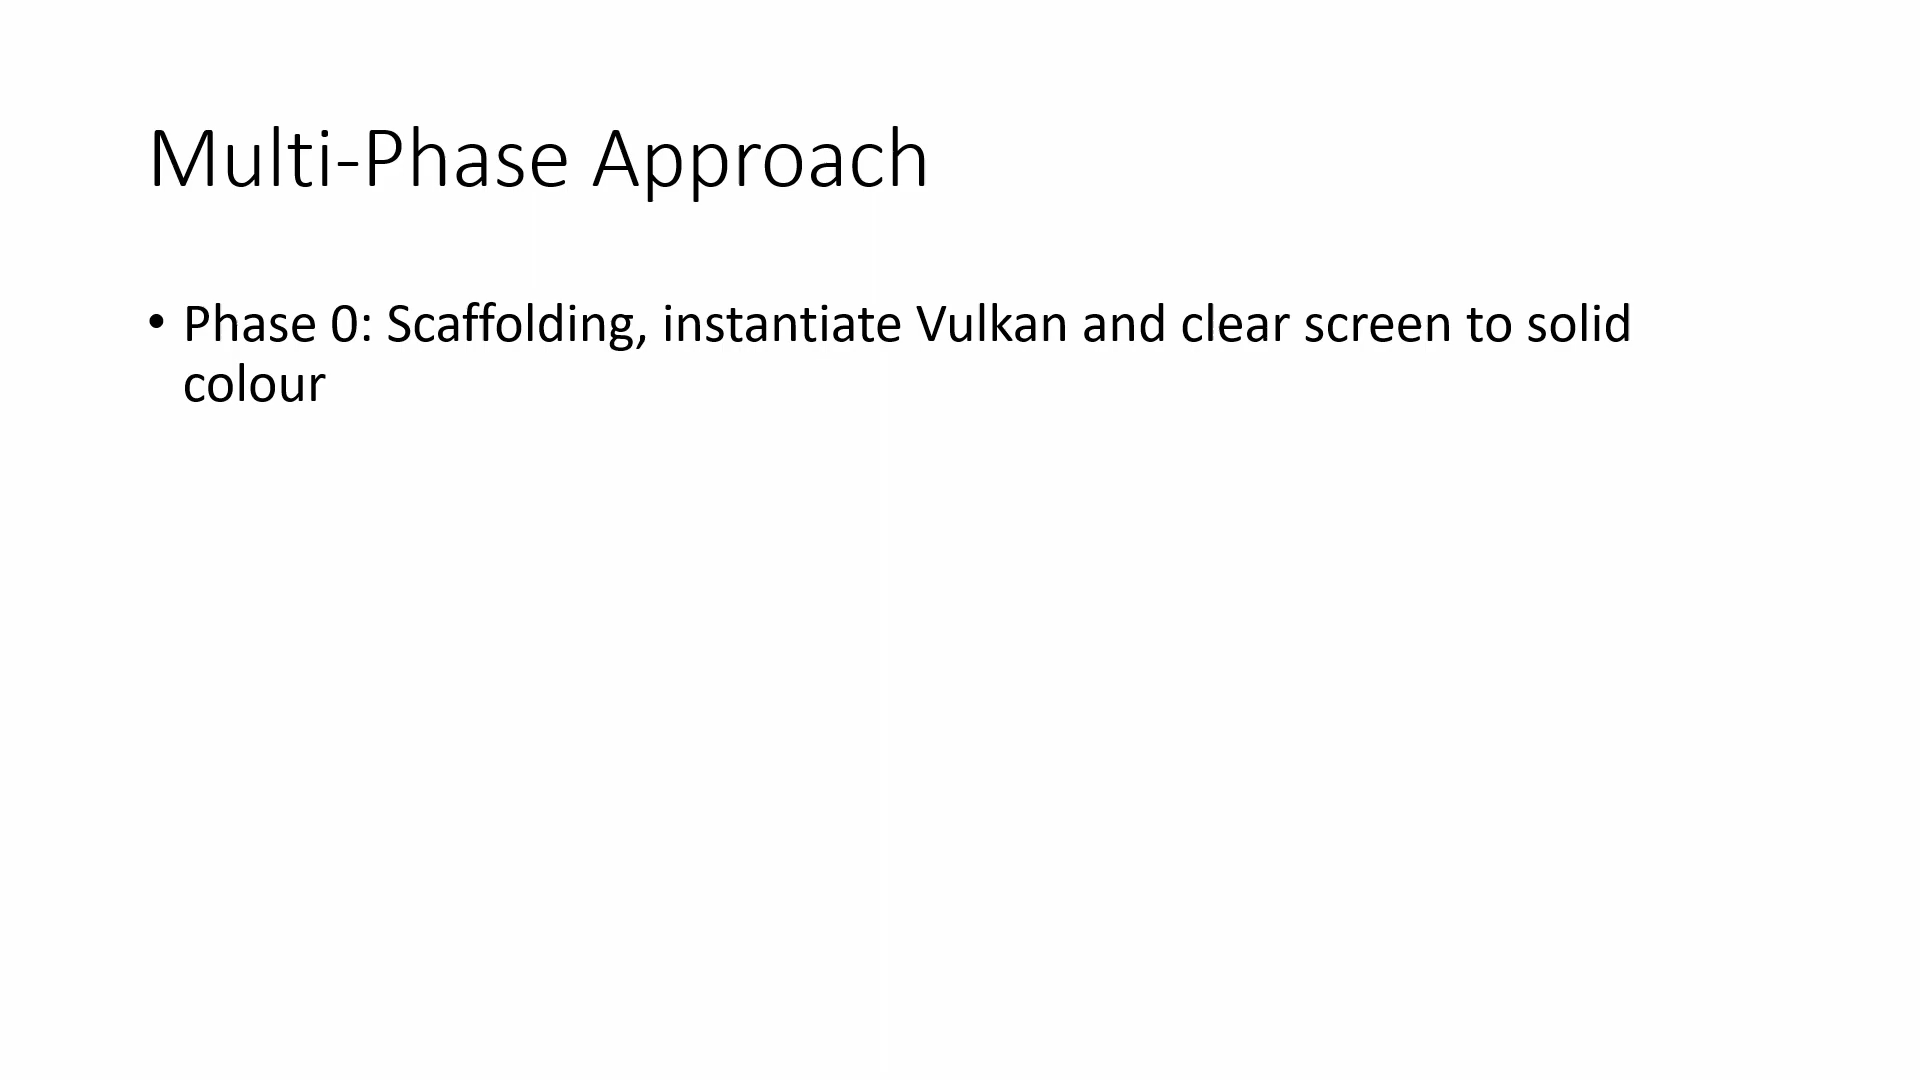 Multi-Phase Approach
• Phase 0: Scaffolding, instantiate Vulkan and clear screen to solid
colour